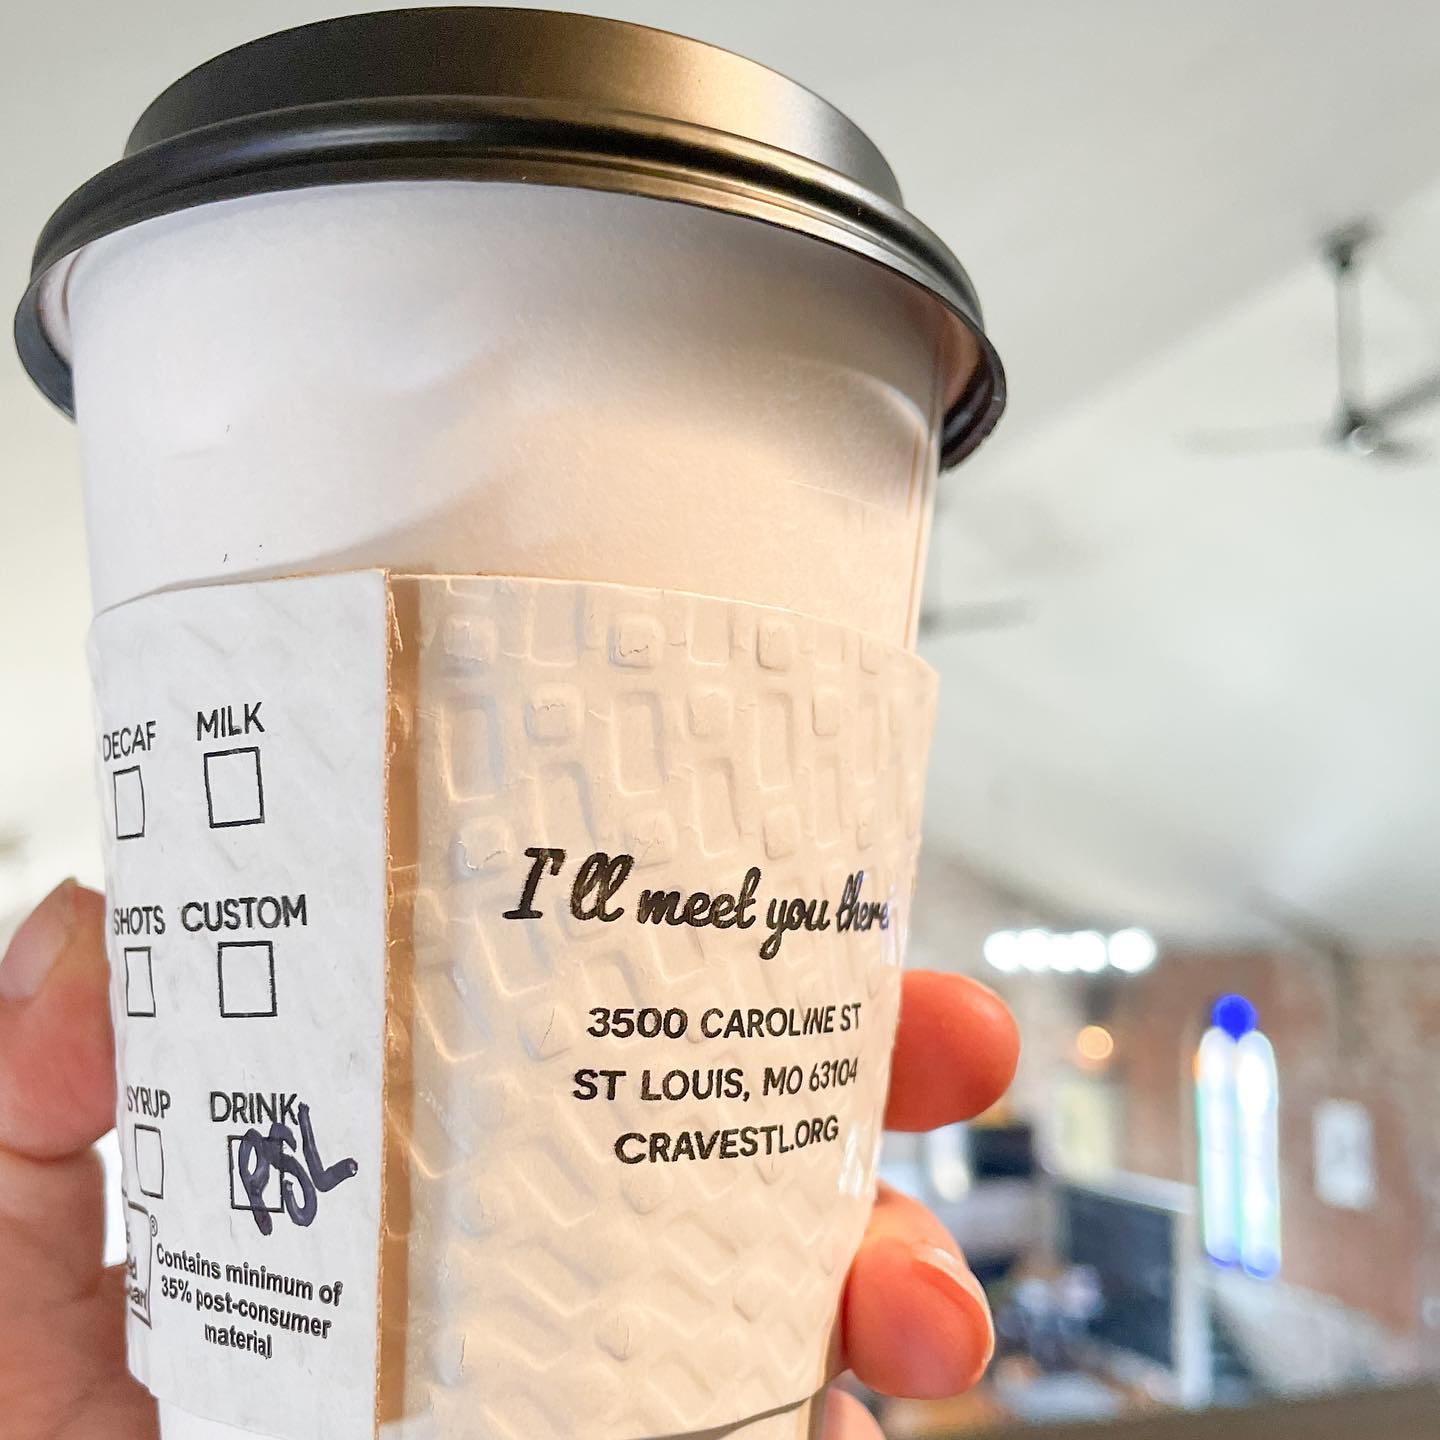 DECAF MILK
SHOTS CUSTOM
SYRUP DRINK
PSL
Contains minimum of
35% post-consumer
material
I'll meet you there
3500 CAROLINE ST
ST LOUIS, MO 63104
CRAVESTL.ORG